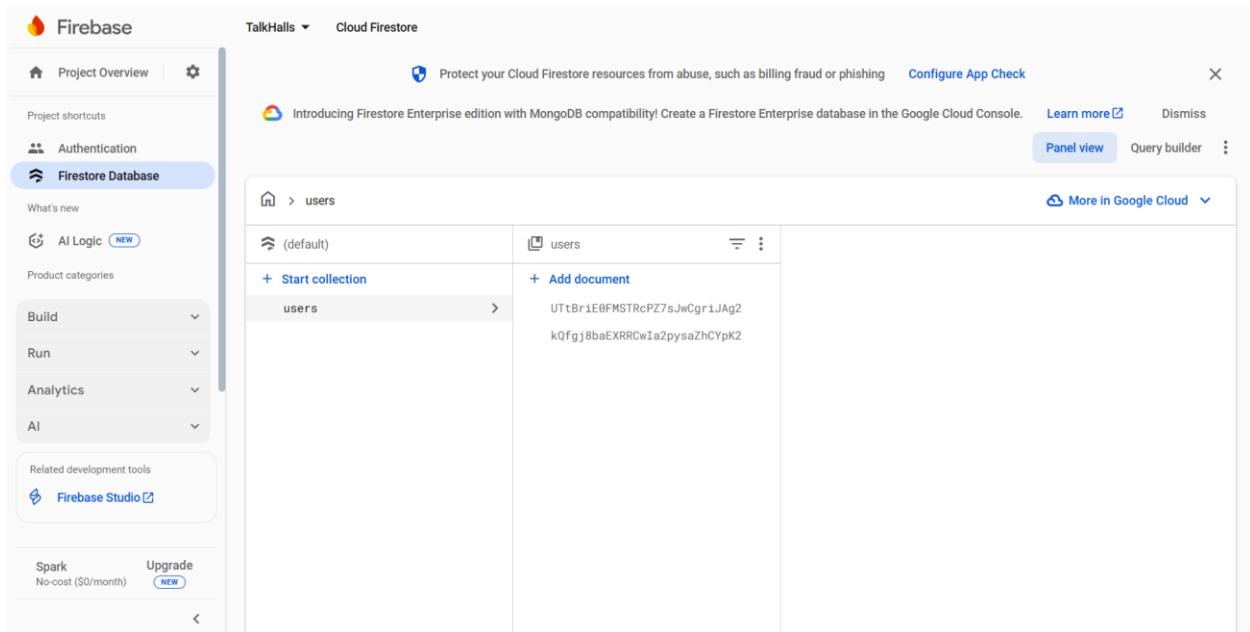 Firebase
TalkHalls
Cloud Firestore
Project Overview
Project shortcuts
Authentication
Firestore Database
What's new
AI Logic NEW
Product categories
Build
Run
Analytics
AI
Related development tools
Firebase Studio
Spark
No-cost ($0/month)
Upgrade
NEW
Protect your Cloud Firestore resources from abuse, such as billing fraud or phishing Configure App Check
Introducing Firestore Enterprise edition with MongoDB compatibility! Create a Firestore Enterprise database in the Google Cloud Console. Learn more Dismiss
Panel view Query builder
users
More in Google Cloud
(default)
Start collection
users
users
Add document
UTtBriE0FMSTRcPZ7sJwCgriJAg2
kQfgj8baEXRRCwIa2pysaZhCYpK2